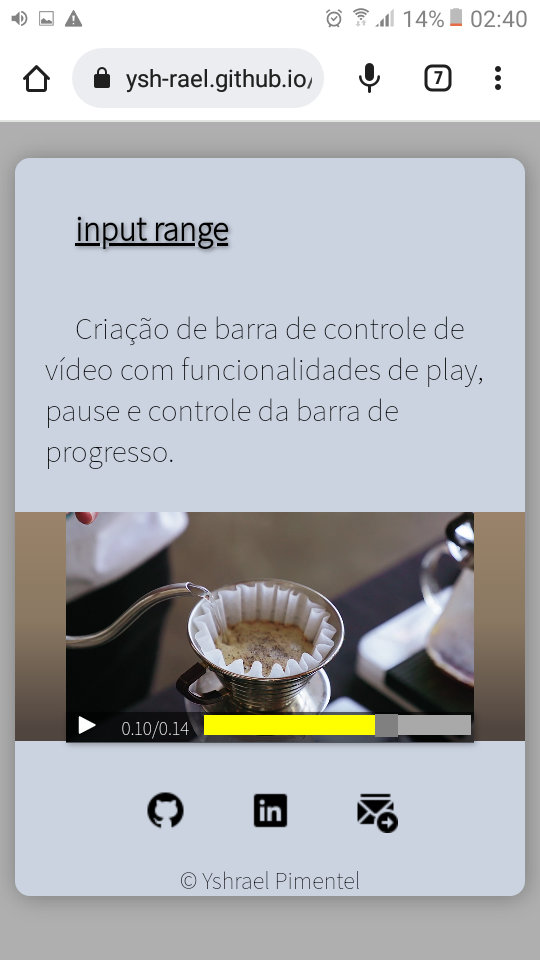 14% 02:40
ysh-rael.github.io/
7
input range
Criação de barra de controle de
vídeo com funcionalidades de play,
pause e controle da barra de
progresso.
0.10/0.14
in
© Yshrael Pimentel